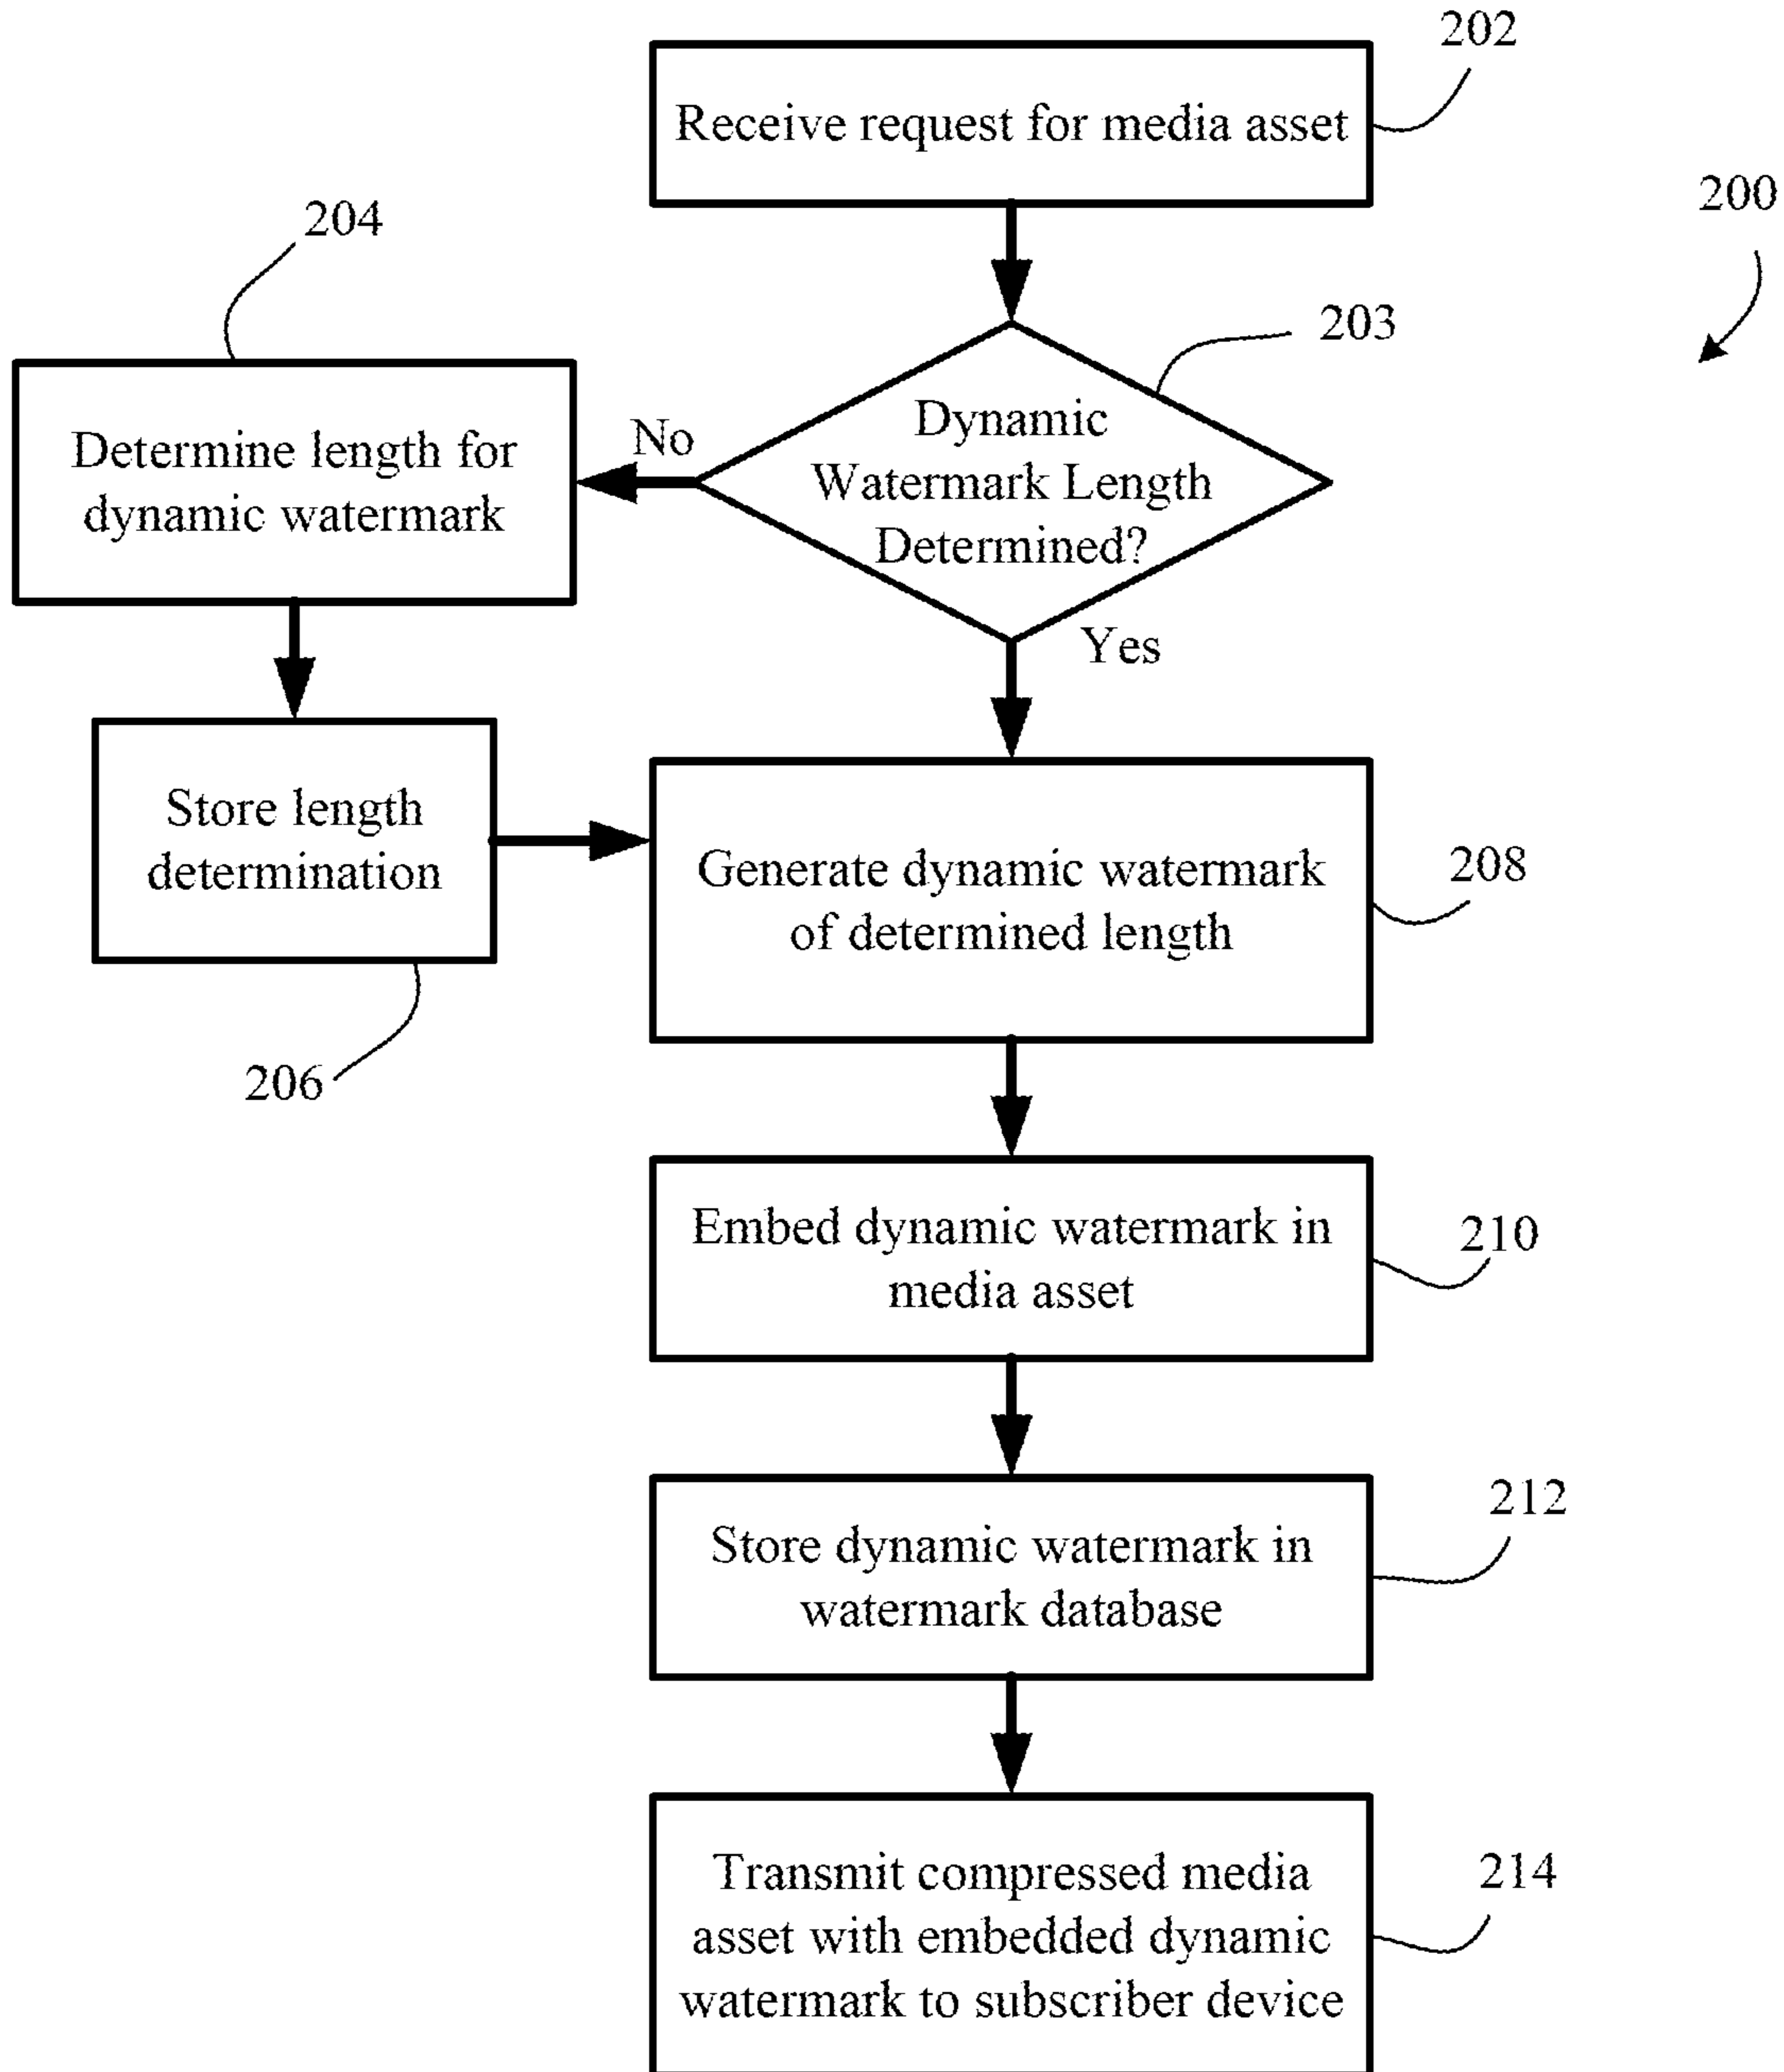 202
Receive request for media asset
200
204
203
Dynamic
Watermark Length
Determined?
No
Determine length for
dynamic watermark
Yes
Store length
determination
206
Generate dynamic watermark
of determined length
208
Embed dynamic watermark in
media asset
210
Store dynamic watermark in
watermark database
212
Transmit compressed media
asset with embedded dynamic
watermark to subscriber device
214